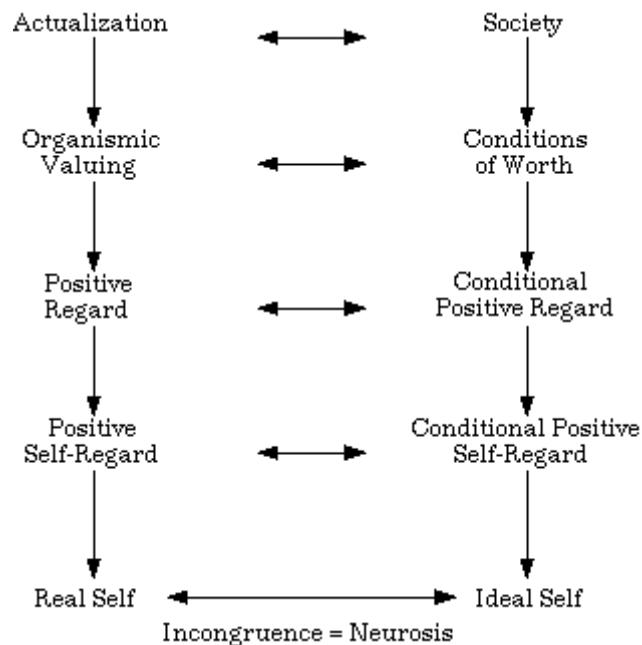 Actualization
Society
Organismic
Valuing
Conditions
of Worth
Positive
Regard
Conditional
Positive Regard
Positive
Self-Regard
Conditional Positive
Self-Regard
Real Self
Ideal Self
Incongruence = Neurosis